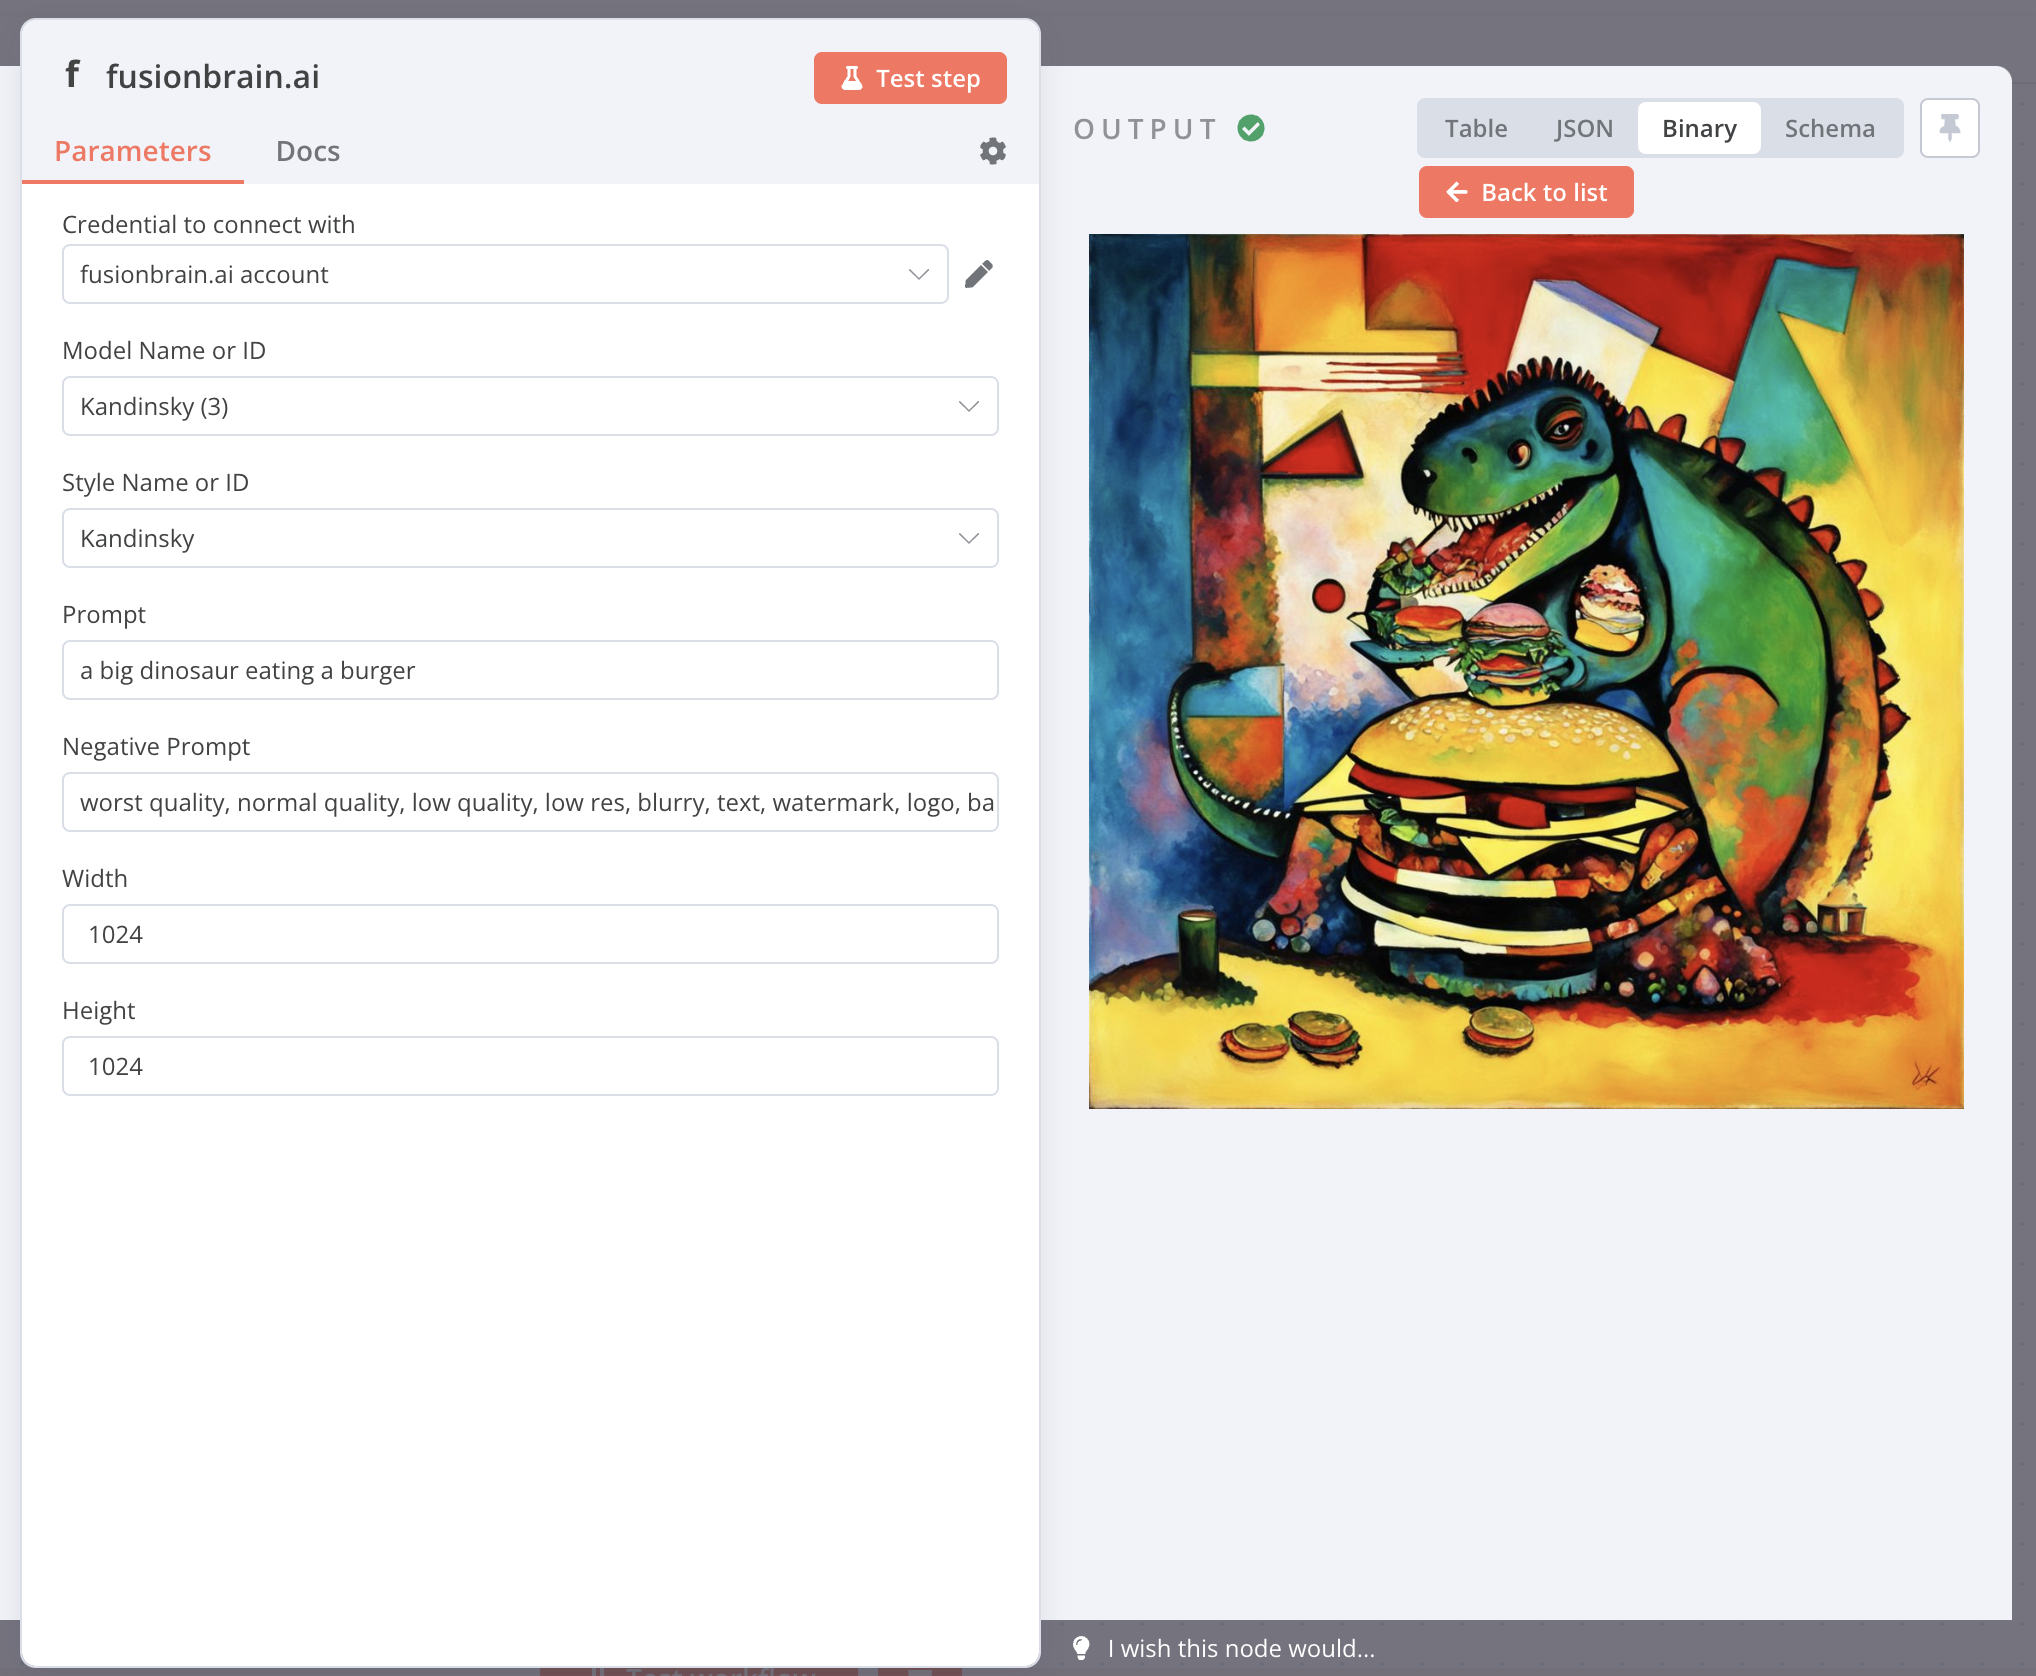 f fusionbrain.ai
Test step
Parameters Docs
Credential to connect with
fusionbrain.ai account
Model Name or ID
Kandinsky (3)
Style Name or ID
Kandinsky
Prompt
a big dinosaur eating a burger
Negative Prompt
worst quality, normal quality, low quality, low res, blurry, text, watermark, logo, ba
Width
1024
Height
1024
OUTPUT
Table JSON Binary Schema
Back to list
I wish this node would...